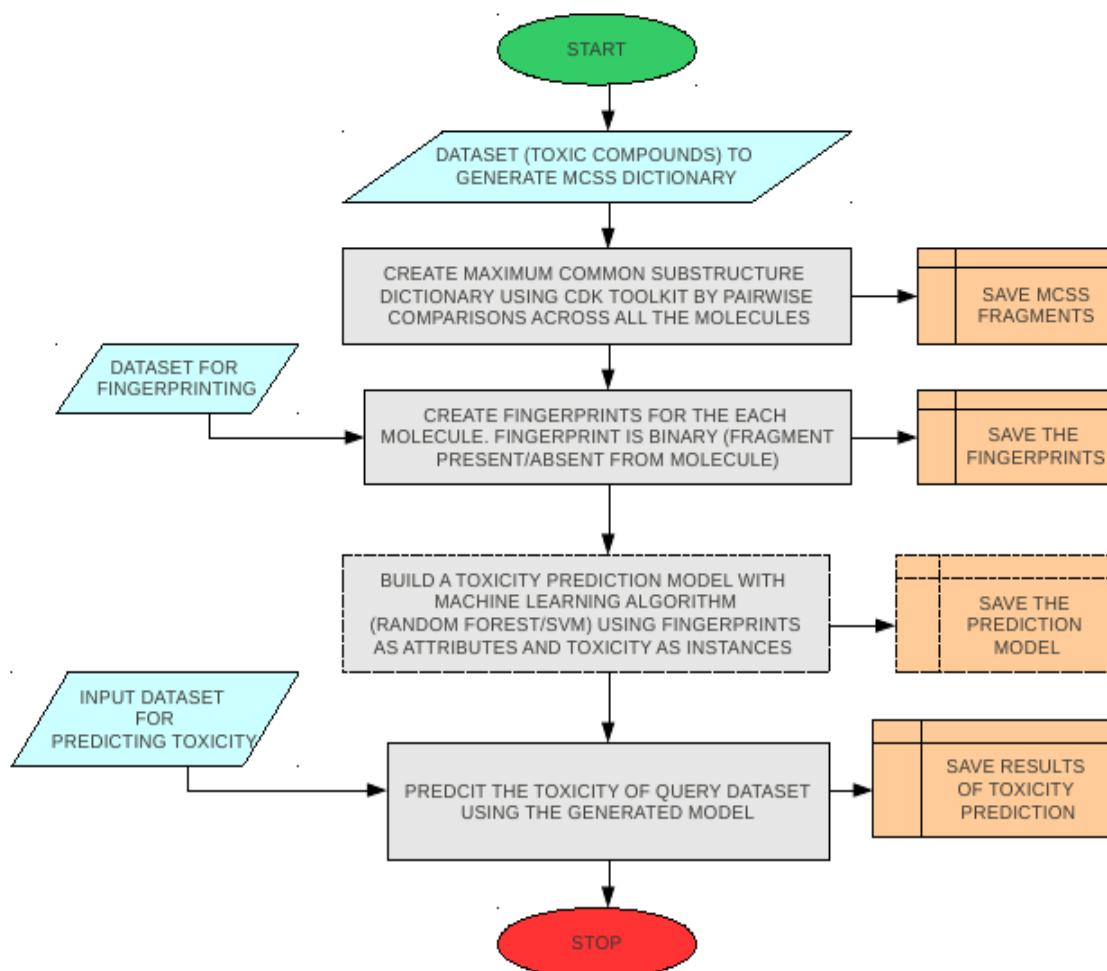 START
DATASET (TOXIC COMPOUNDS) TO
GENERATE MCSS DICTIONARY
CREATE MAXIMUM COMMON SUBSTRUCTURE
DICTIONARY USING CDK TOOLKIT BY PAIRWISE
COMPARISONS ACROSS ALL THE MOLECULES
SAVE MCSS
FRAGMENTS
DATASET FOR
FINGERPRINTING
CREATE FINGERPRINTS FOR THE EACH
MOLECULE. FINGERPRINT IS BINARY (FRAGMENT
PRESENT/ABSENT FROM MOLECULE)
SAVE THE
FINGERPRINTS
BUILD A TOXICITY PREDICTION MODEL WITH
MACHINE LEARNING ALGORITHM
(RANDOM FOREST/SVM) USING FINGERPRINTS
AS ATTRIBUTES AND TOXICITY AS INSTANCES
SAVE THE
PREDICTION
MODEL
INPUT DATASET
FOR
PREDICTING TOXICITY
PREDCIT THE TOXICITY OF QUERY DATASET
USING THE GENERATED MODEL
SAVE RESULTS
OF TOXICITY
PREDICTION
STOP